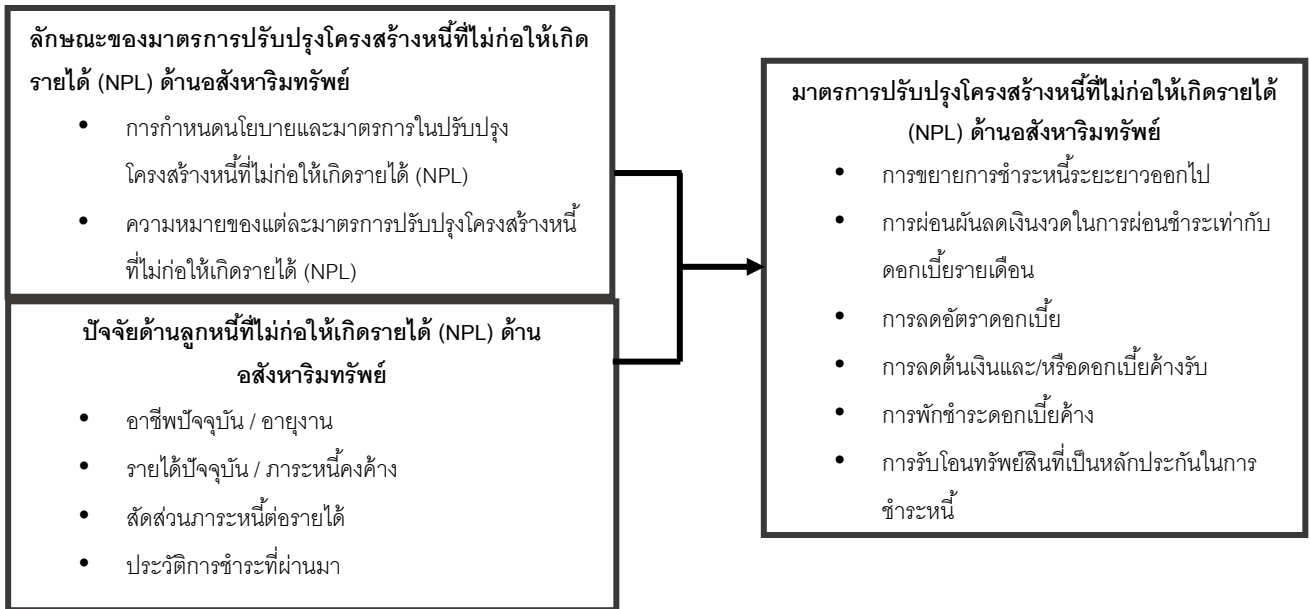 ลักษณะของมาตรการปรับปรุงโครงสร้างหนี้ที่ไม่ก่อให้เกิด
รายได้ (NPL) ด้านอสังหาริมทรัพย์
• การกำหนดนโยบายและมาตรการในปรับปรุง
โครงสร้างหนี้ที่ไม่ก่อให้เกิดรายได้ (NPL)
• ความหมายของแต่ละมาตรการปรับปรุงโครงสร้างหนี้
ที่ไม่ก่อให้เกิดรายได้ (NPL)
ปัจจัยด้านลูกหนี้ที่ไม่ก่อให้เกิดรายได้ (NPL) ด้าน
อสังหาริมทรัพย์
• อาชีพปัจจุบัน / อายุงาน
• รายได้ปัจจุบัน / ภาระหนี้คงค้าง
• สัดส่วนภาระหนี้ต่อรายได้
• ประวัติการชำระที่ผ่านมา
มาตรการปรับปรุงโครงสร้างหนี้ที่ไม่ก่อให้เกิดรายได้
(NPL) ด้านอสังหาริมทรัพย์
• การขยายการชำระหนี้ระยะยาวออกไป
• การผ่อนผันลดเงินงวดในการผ่อนชำระเท่ากับ
ดอกเบี้ยรายเดือน
• การลดอัตราดอกเบี้ย
• การลดต้นเงินและ/หรือดอกเบี้ยค้างรับ
• การพักชำระดอกเบี้ยค้าง
• การรับโอนทรัพย์สินที่เป็นหลักประกันในการ
ชำระหนี้